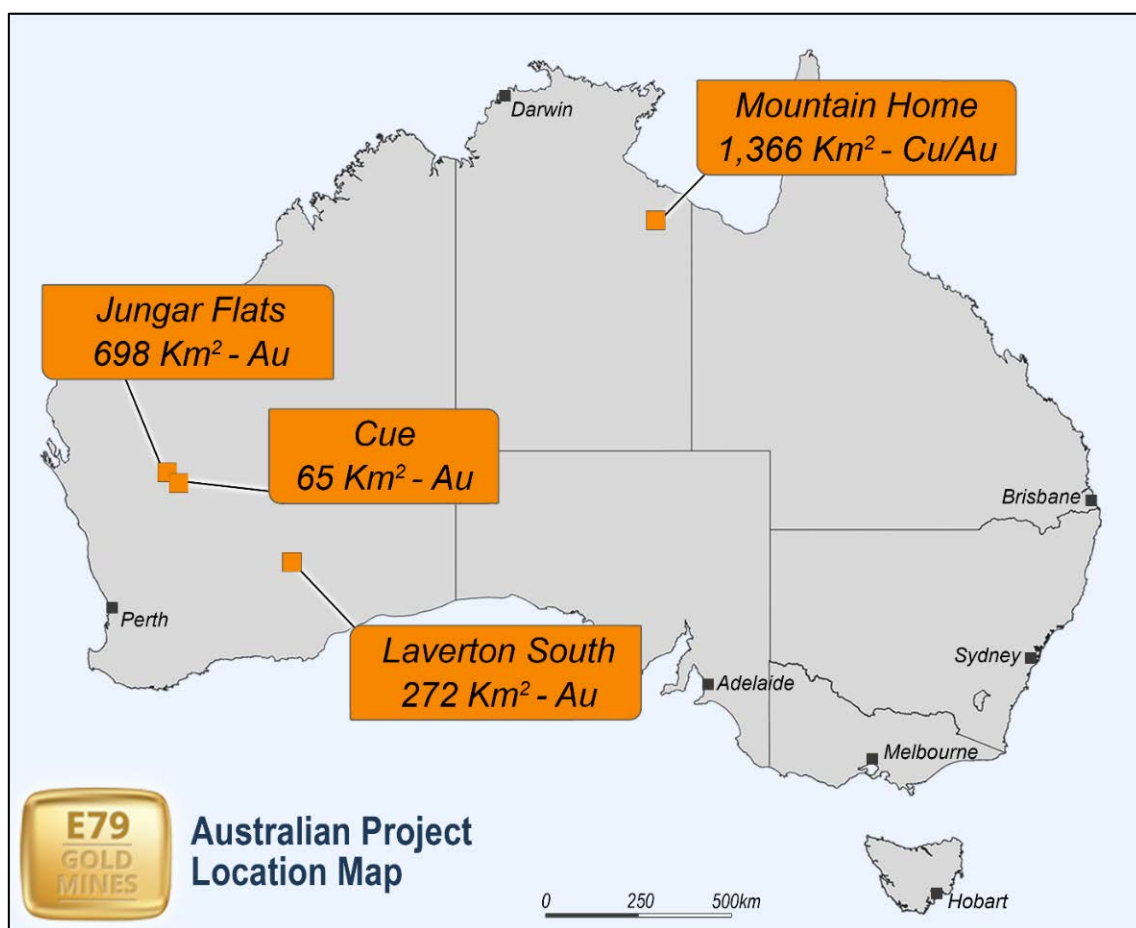 Darwin
Mountain Home
1,366 Km² - Cu/Au
Jungar Flats
698 Km² - Au
Cue
65 Km² - Au
Brisbane
Perth
Laverton South
272 Km² - Au
Sydney
Adelaide
Melbourne
E79
GOLD
MINES
Australian Project
Location Map
0 250 500km
Hobart